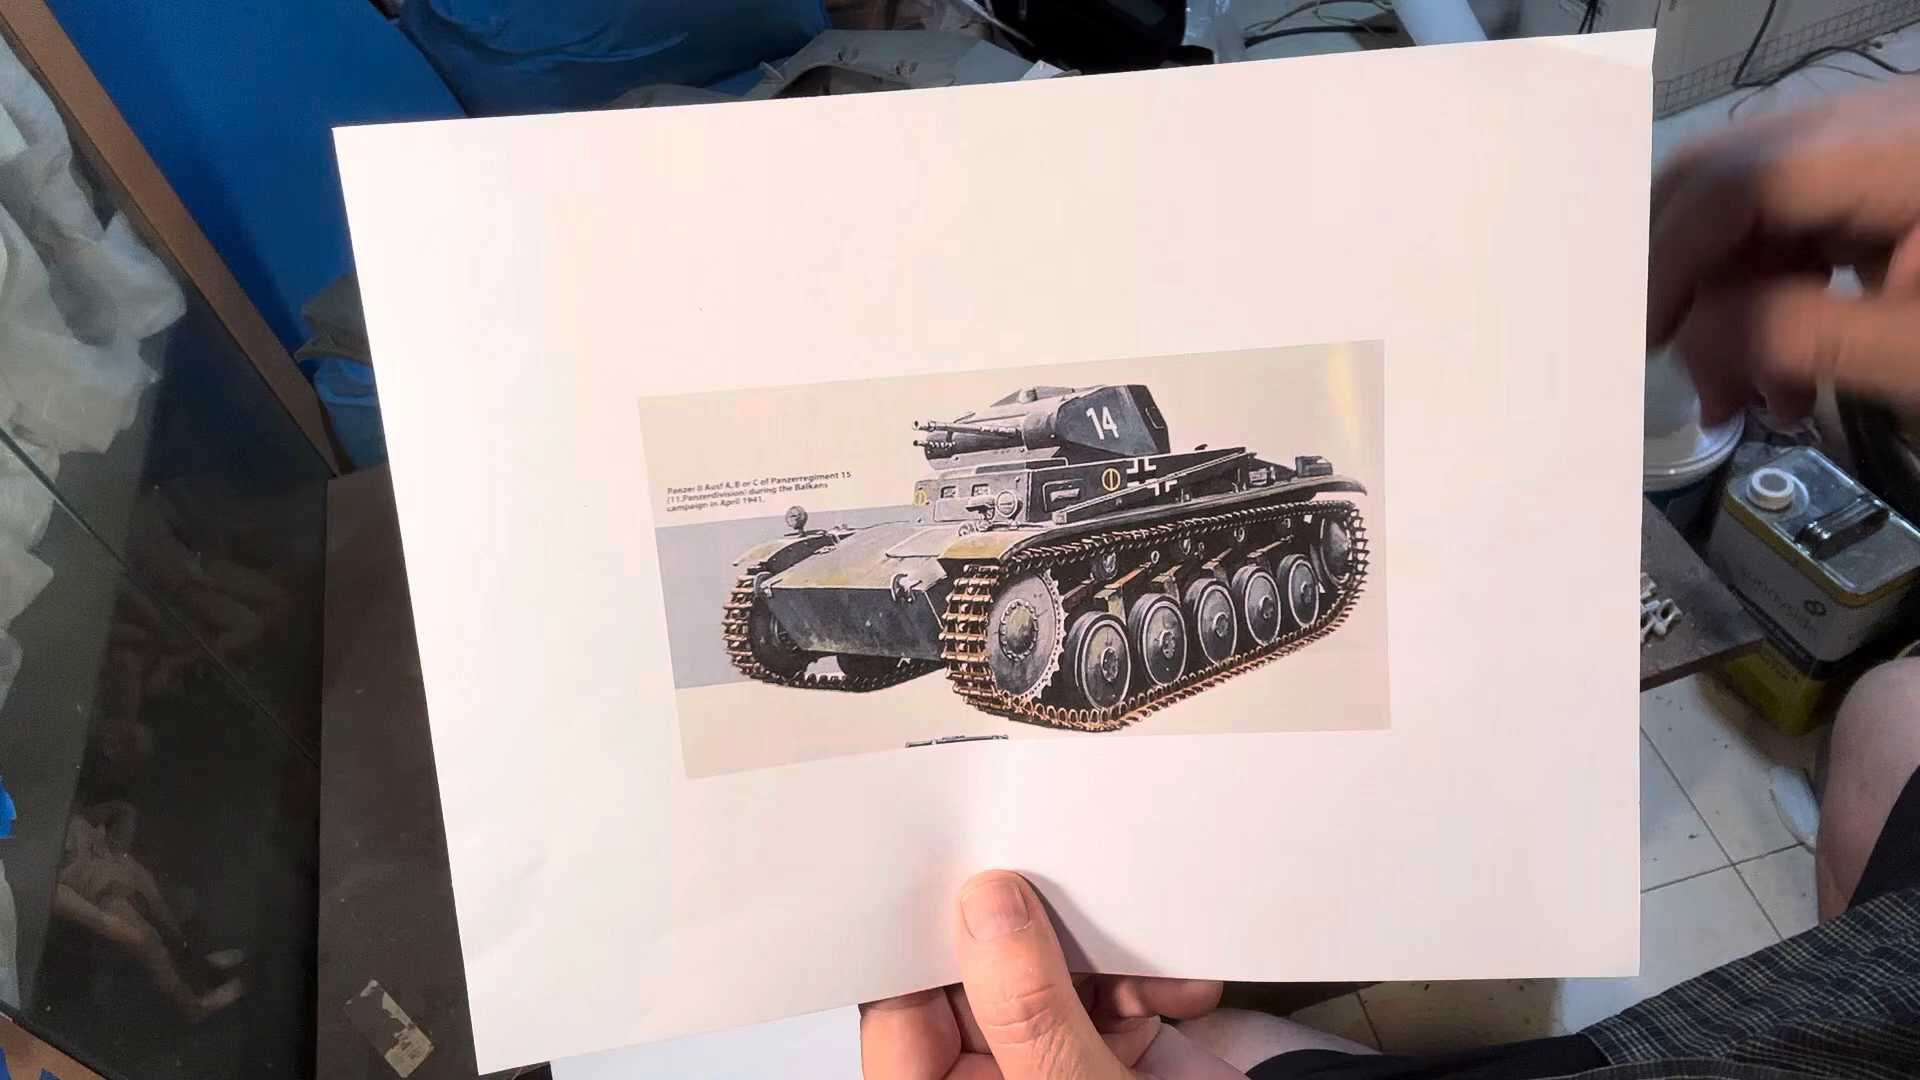 Panzer II Ausf A, B or C of Panzerregiment 15
(11.Panzerdivision) during the Balkans
campaign in April 1941.
14